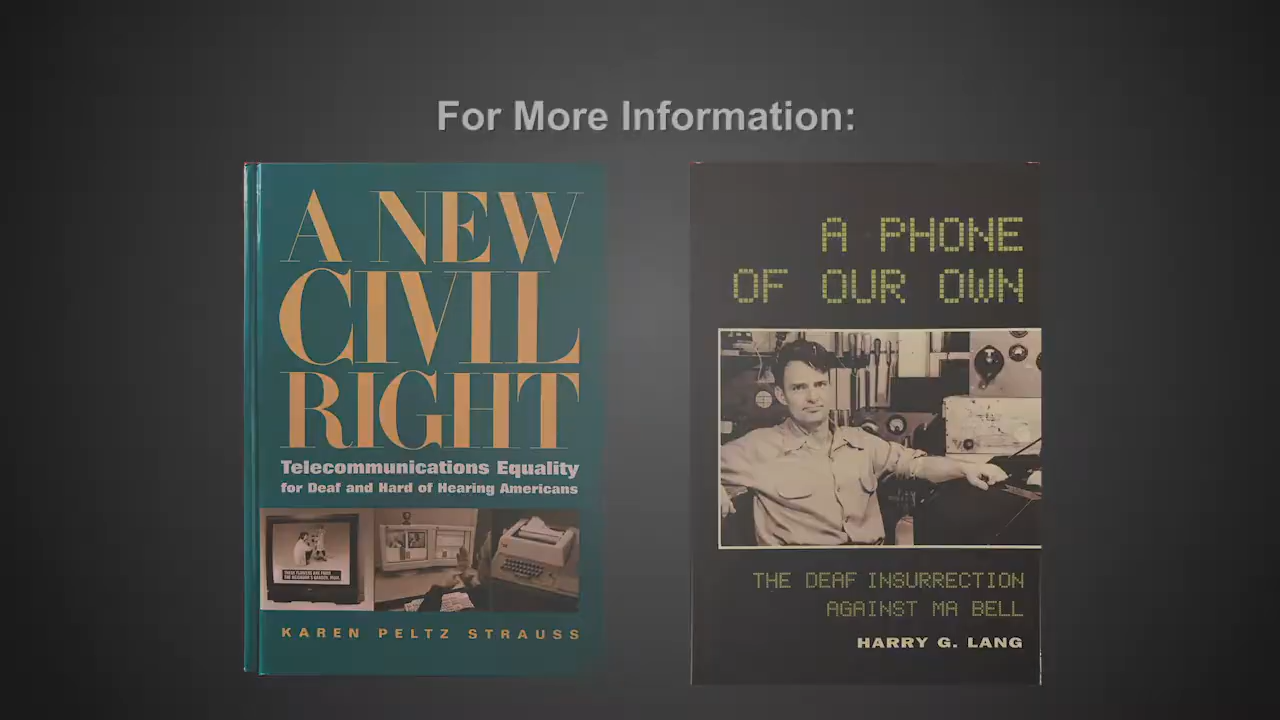 For More Information:
A NEW
CIVIL
RIGHT
Telecommunications Equality
for Deaf and Hard of Hearing Americans
KAREN PELTZ STRAUSS
A PHONE
OF OUR OWN
THE DEAF INSURRECTION
AGAINST MA BELL
HARRY G. LANG